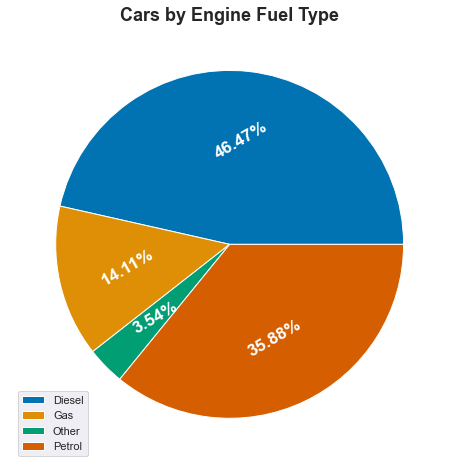 Cars by Engine Fuel Type
46.47%
14.11%
3.54%
35.88%
Diesel
Gas
Other
Petrol